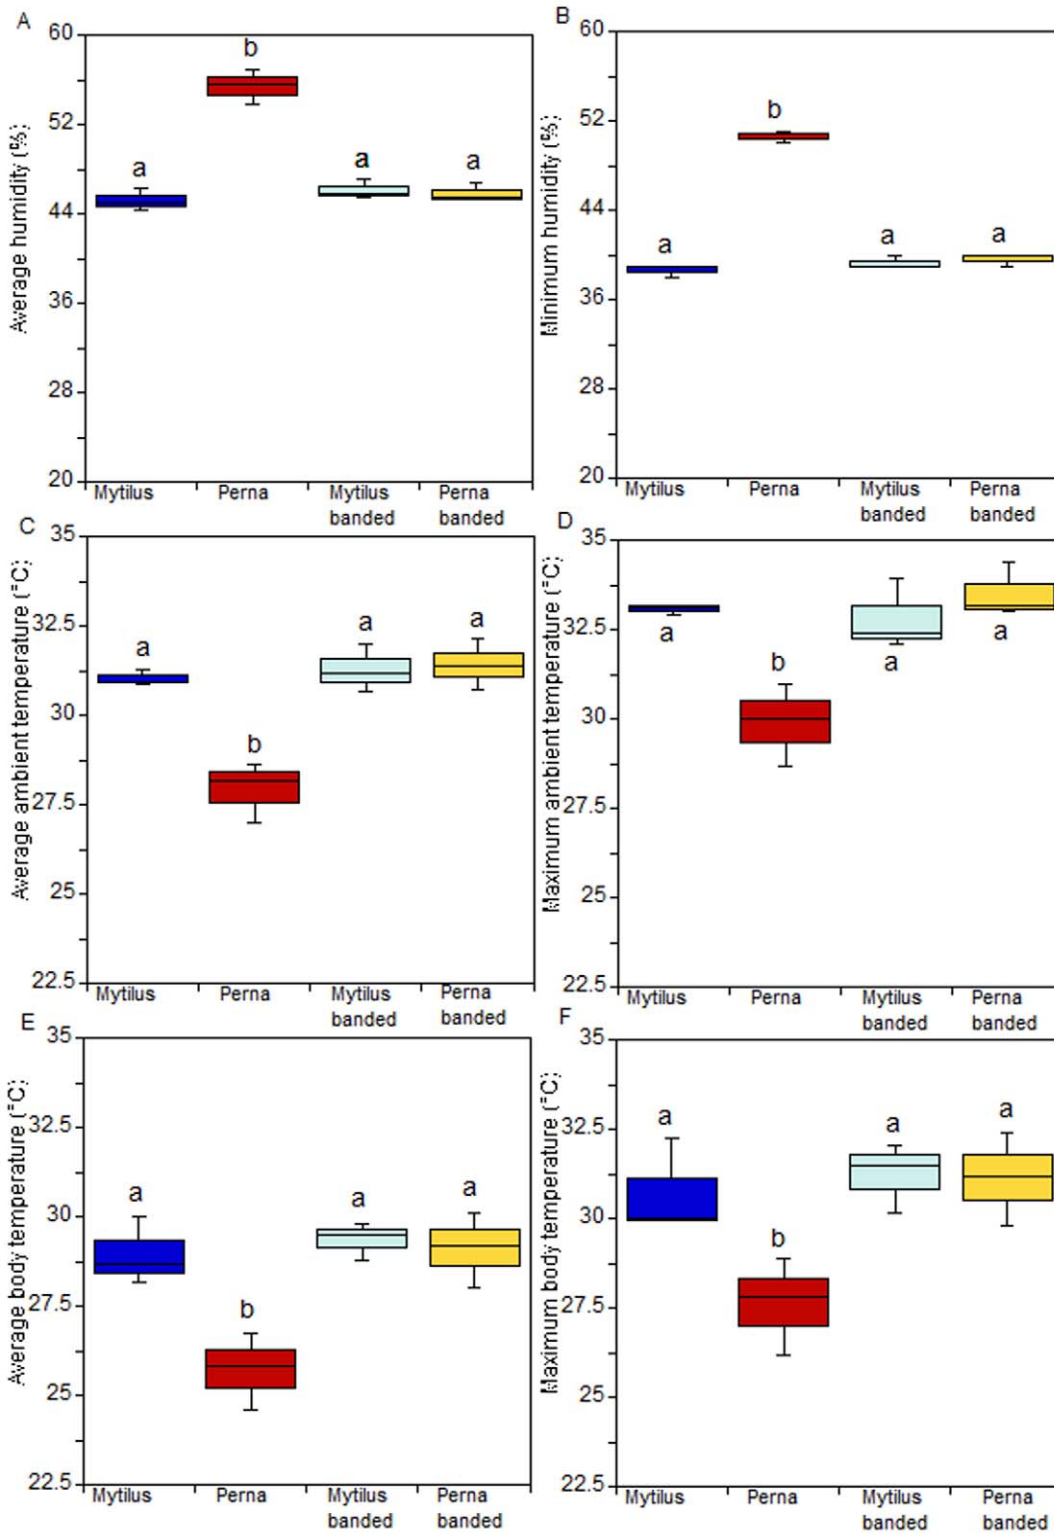 A
Average humidity (%)
60
52
44
36
28
20
a
b
a
a
Mytilus
Perna
Mytilus
banded
Perna
banded
B
Minimum humidity (%)
60
52
44
36
28
20
a
b
a
a
Mytilus
Perna
Mytilus
banded
Perna
banded
C
Average ambient temperature (°C)
35
32.5
30
27.5
25
22.5
a
b
a
a
Mytilus
Perna
Mytilus
banded
Perna
banded
D
Maximum ambient temperature (°C)
35
32.5
30
27.5
25
22.5
a
b
a
a
Mytilus
Perna
Mytilus
banded
Perna
banded
E
Average body temperature (°C)
35
32.5
30
27.5
25
22.5
a
b
a
a
Mytilus
Perna
Mytilus
banded
Perna
banded
F
Maximum body temperature (°C)
35
32.5
30
27.5
25
22.5
a
b
a
a
Mytilus
Perna
Mytilus
banded
Perna
banded